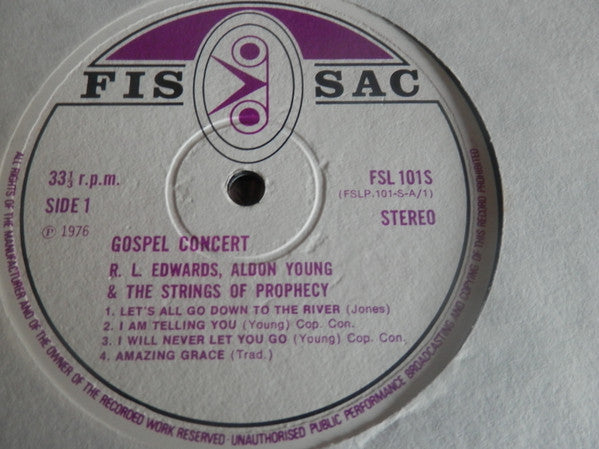 FIS SAC
33⅓ r.p.m.
SIDE 1
℗ 1976
FSL 101S
(FSLP.101-S-A/1)
STEREO
GOSPEL CONCERT
R. L. EDWARDS, ALDON YOUNG
& THE STRINGS OF PROPHECY
1. LET'S ALL GO DOWN TO THE RIVER (Jones)
2. I AM TELLING YOU (Young) Cop. Con.
3. I WILL NEVER LET YOU GO (Young) Cop. Con.
4. AMAZING GRACE (Trad.)
ALL RIGHTS OF THE MANUFACTURER AND OF THE OWNER OF THE RECORDED WORK RESERVED·UNAUTHORISED PUBLIC PERFORMANCE BROADCASTING AND COPYING OF THIS RECORD PROHIBITED